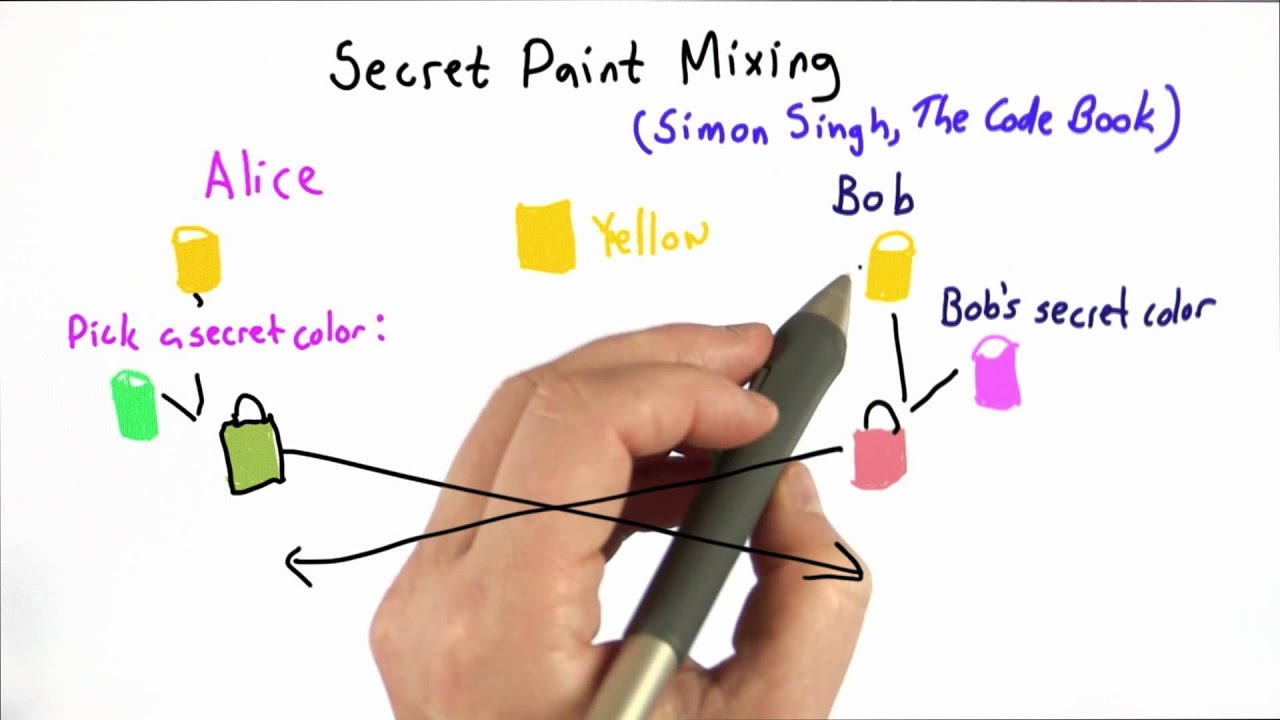 Secret Paint Mixing
(Simon Singh, The Code Book)
Alice
Bob
Yellow
Bob's secret color
Pick a secret color: